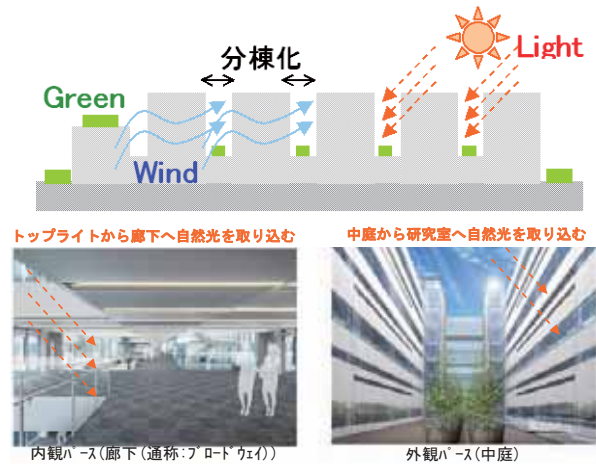 分棟化
Light
Green
Wind
トップライトから廊下へ自然光を取り込む
中庭から研究室へ自然光を取り込む
内観ﾊﾟｰｽ(廊下(通称:ﾌﾞﾛｰﾄﾞｳｪｲ))
外観ﾊﾟｰｽ(中庭)